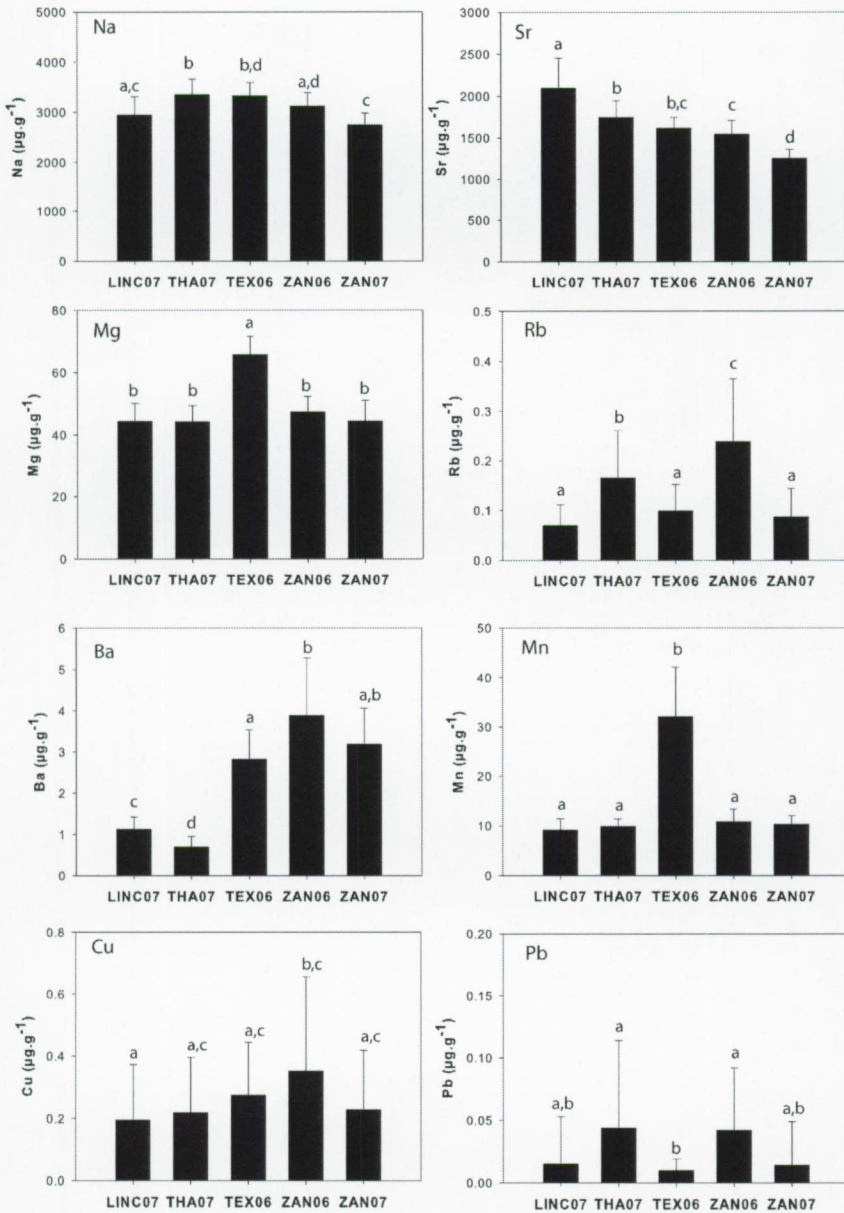 Na
5000
4000
3000
2000
1000
0
Na (µg.g⁻¹)
a,c
b
b,d
a,d
c
LINC07 THA07 TEX06 ZAN06 ZAN07
Sr
3000
2500
2000
1500
1000
500
0
Sr (µg.g⁻¹)
a
b
b,c
c
d
LINC07 THA07 TEX06 ZAN06 ZAN07
Mg
80
60
40
20
0
Mg (µg.g⁻¹)
b
b
a
b
b
LINC07 THA07 TEX06 ZAN06 ZAN07
Rb
0.5
0.4
0.3
0.2
0.1
0.0
Rb (µg.g⁻¹)
a
b
a
c
a
LINC07 THA07 TEX06 ZAN06 ZAN07
Ba
6
5
4
3
2
1
0
Ba (µg.g⁻¹)
c
d
a
b
a,b
LINC07 THA07 TEX06 ZAN06 ZAN07
Mn
50
40
30
20
10
0
Mn (µg.g⁻¹)
a
a
b
a
a
LINC07 THA07 TEX06 ZAN06 ZAN07
Cu
0.8
0.6
0.4
0.2
0.0
Cu (µg.g⁻¹)
a
a,c
a,c
b,c
a,c
LINC07 THA07 TEX06 ZAN06 ZAN07
Pb
0.20
0.15
0.10
0.05
0.00
Pb (µg.g⁻¹)
a,b
a
b
a
a,b
LINC07 THA07 TEX06 ZAN06 ZAN07